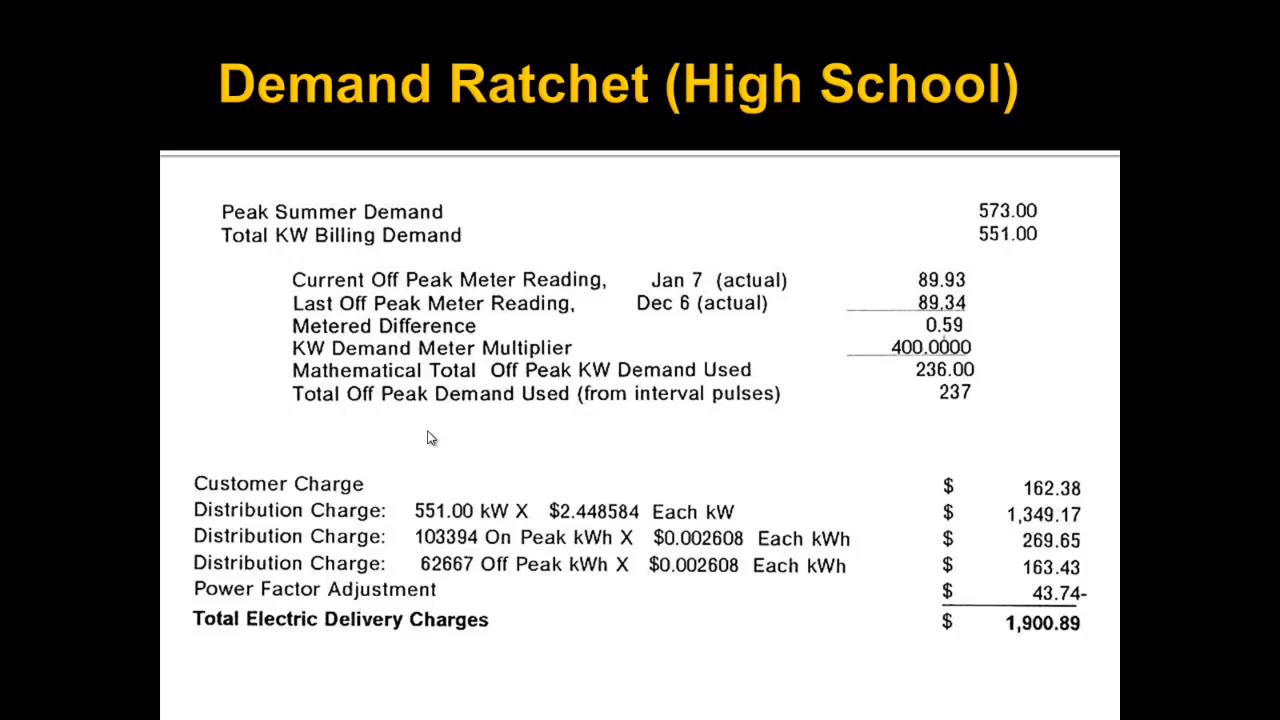 Demand Ratchet (High School)
Peak Summer Demand 573.00
Total KW Billing Demand 551.00
Current Off Peak Meter Reading, Jan 7 (actual) 89.93
Last Off Peak Meter Reading, Dec 6 (actual) 89.34
Metered Difference 0.59
KW Demand Meter Multiplier 400.0000
Mathematical Total Off Peak KW Demand Used 236.00
Total Off Peak Demand Used (from interval pulses) 237
Customer Charge $ 162.38
Distribution Charge: 551.00 kW X $2.448584 Each kW $ 1,349.17
Distribution Charge: 103394 On Peak kWh X $0.002608 Each kWh $ 269.65
Distribution Charge: 62667 Off Peak kWh X $0.002608 Each kWh $ 163.43
Power Factor Adjustment $ 43.74-
Total Electric Delivery Charges $ 1,900.89